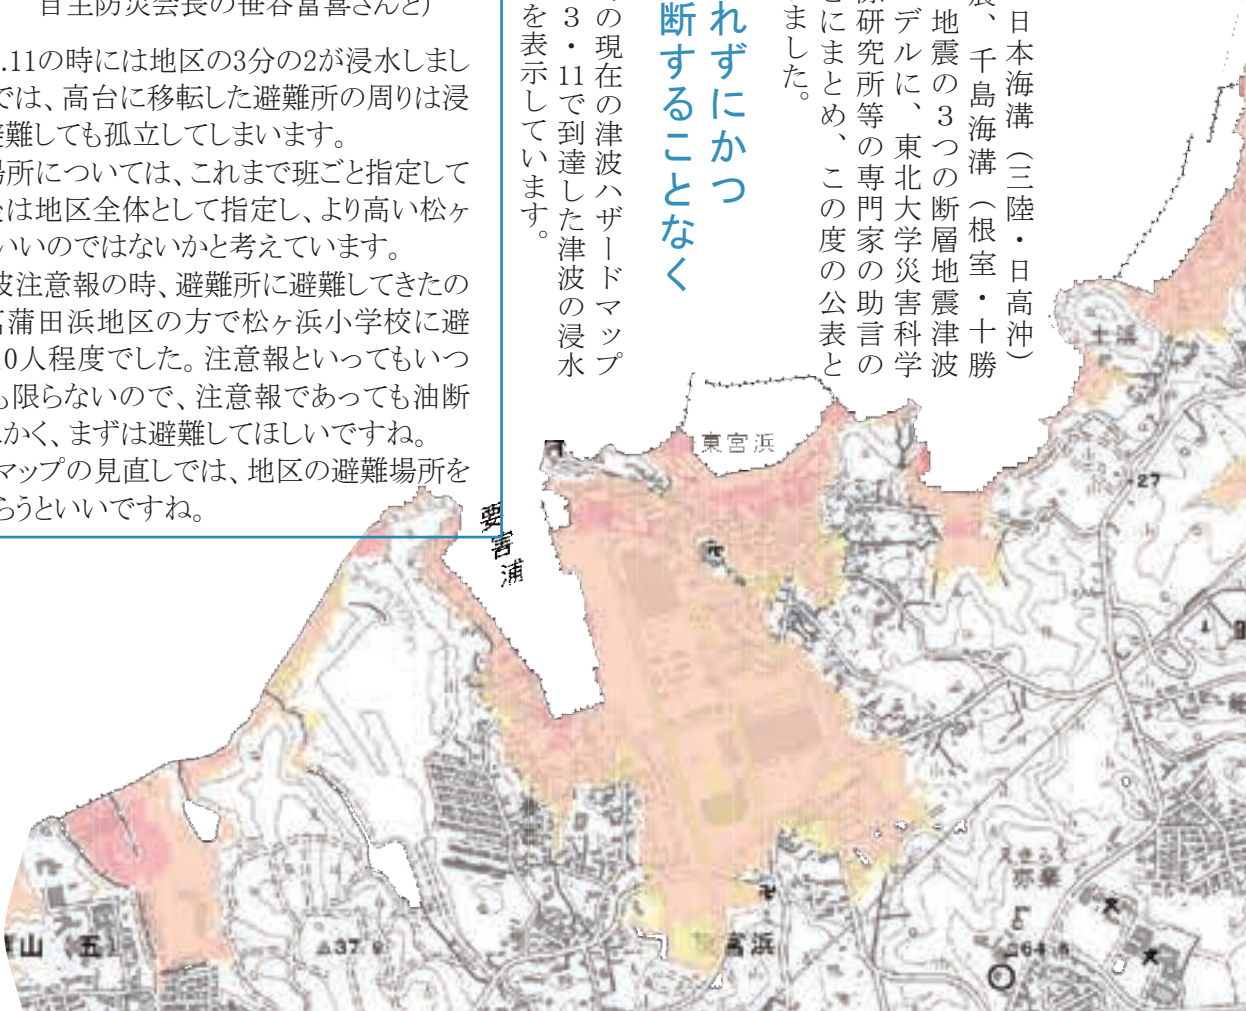 自主防災会長の世谷富喜さんと）
.11の時には地区の3分の2が浸水しまし
では、高台に移転した避難所の周りは浸
避難しても孤立してしまいます。
場所については、これまで班ごと指定して
は地区全体として指定し、より高い松ヶ
いいのではないかと考えています。
波注意報の時、避難所に避難してきたの
菖蒲田浜地区の方で松ヶ浜小学校に避
0人程度でした。注意報といってもいつ
も限らないので、注意報であっても油断
かく、まずは避難してほしいですね。
マップの見直しでは、地区の避難場所を
らうといいですね。
日本海溝（三陸・日高沖）
、千島海溝（根室・十勝
地震の3つの断層地震津波
デルに、東北大学災害科学
研究所等の専門家の助言の
とにまとめ、この度の公表と
ました。
れずにかつ
断することなく
の現在の津波ハザードマップ
3・11で到達した津波の浸水
を表示しています。
土浜
東宮浜
27
要害浦
山（五）
37.9
宮浜
64.8